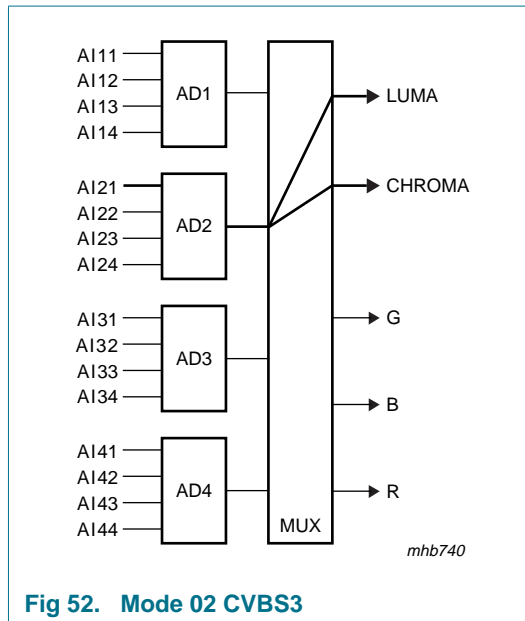 AI11
AI12
AI13
AI14
AD1
AI21
AI22
AI23
AI24
AD2
AI31
AI32
AI33
AI34
AD3
AI41
AI42
AI43
AI44
AD4
MUX
LUMA
CHROMA
G
B
R
mhb740
Fig 52. Mode 02 CVBS3